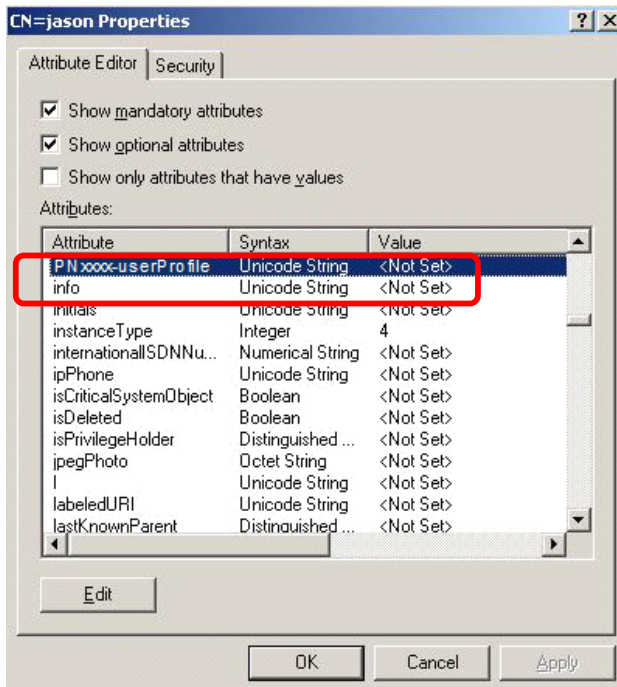 CN=jason Properties
Attribute Editor Security
Show mandatory attributes
Show optional attributes
Show only attributes that have values
Attributes:
Attribute Syntax Value
PNxxxx-userProfile Unicode String <Not Set>
info Unicode String <Not Set>
initials Unicode String <Not Set>
instanceType Integer 4
internationalISDNNu... Numerical String <Not Set>
ipPhone Unicode String <Not Set>
isCriticalSystemObject Boolean <Not Set>
isDeleted Boolean <Not Set>
isPrivilegeHolder Distinguished ... <Not Set>
jpegPhoto Octet String <Not Set>
l Unicode String <Not Set>
labeledURI Unicode String <Not Set>
lastKnownParent Distinguished ... <Not Set>
Edit
OK Cancel Apply